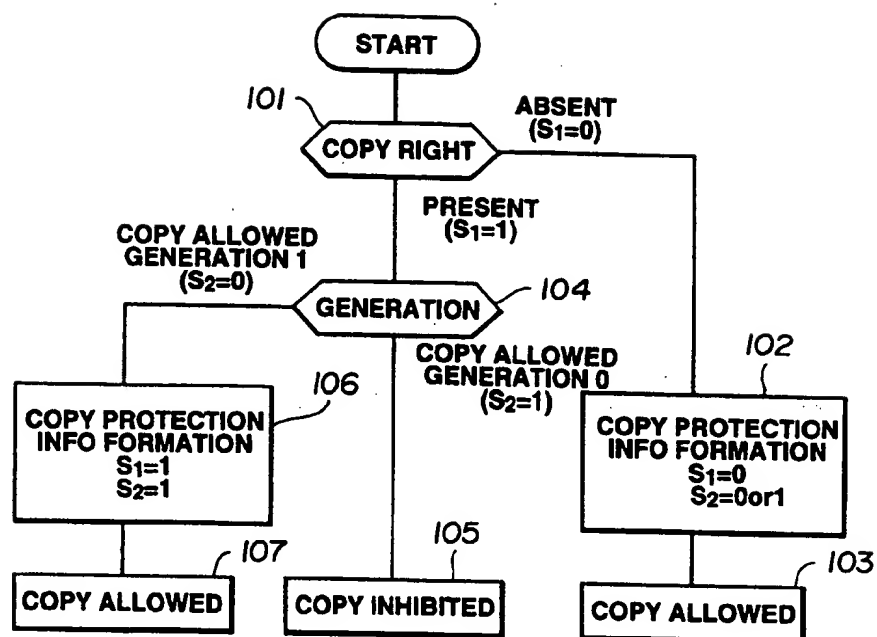 START
101
COPY RIGHT
ABSENT
(S1=0)
PRESENT
(S1=1)
COPY ALLOWED
GENERATION 1
(S2=0)
GENERATION
104
COPY ALLOWED
GENERATION 0
(S2=1)
106
COPY PROTECTION
INFO FORMATION
S1=1
S2=1
102
COPY PROTECTION
INFO FORMATION
S1=0
S2=0or1
107
COPY ALLOWED
105
COPY INHIBITED
103
COPY ALLOWED